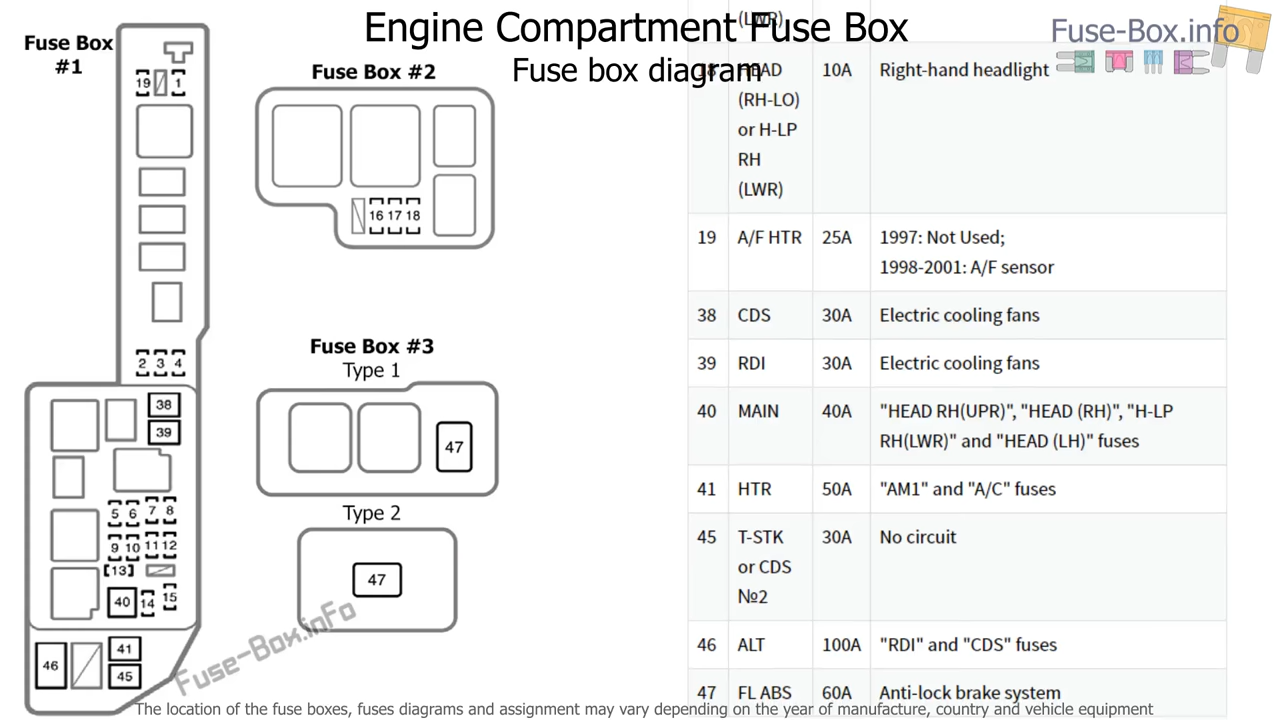 Engine Compartment Fuse Box
Fuse box diagram
Fuse-Box.info
Fuse Box
#1
19 1
2 3 4
38
39
5 6 7 8
9 10 11 12
13
40 14 15
46 41
45
Fuse Box #2
16 17 18
Fuse Box #3
Type 1
47
Type 2
47
Fuse-Box.inFo
(LWR)
18 HEAD 10A Right-hand headlight
(RH-LO)
or H-LP
RH
(LWR)
19 A/F HTR 25A 1997: Not Used;
1998-2001: A/F sensor
38 CDS 30A Electric cooling fans
39 RDI 30A Electric cooling fans
40 MAIN 40A "HEAD RH(UPR)", "HEAD (RH)", "H-LP
RH(LWR)" and "HEAD (LH)" fuses
41 HTR 50A "AM1" and "A/C" fuses
45 T-STK 30A No circuit
or CDS
№2
46 ALT 100A "RDI" and "CDS" fuses
47 FL ABS 60A Anti-lock brake system
The location of the fuse boxes, fuses diagrams and assignment may vary depending on the year of manufacture, country and vehicle equipment